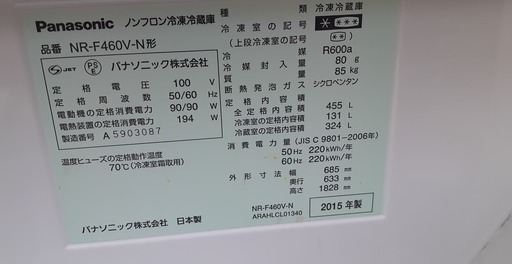 Panasonic ノンフロン冷凍冷蔵庫
品番 NR-F460V-N形
JET PSE パナソニック株式会社
定格電圧 100 V
定格周波数 50/60 Hz
電動機の定格消費電力 90/90 W
電熱装置の定格消費電力 194 W
製造番号 A 5903087
温度ヒューズの定格動作温度
70℃(冷凍室霜取用)
パナソニック株式会社 日本製
種類 冷凍冷蔵庫
冷凍室の記号 * ***
(上段冷凍室の記号) (**)
冷媒 R600a
冷媒封入量 80 g
質量 85 kg
断熱発泡ガス シクロペンタン
定格内容積
全定格内容積 455 L
冷凍室の定格内容積 131 L
冷蔵室の定格内容積 324 L
消費電力量 (JIS C 9801-2006年)
50Hz 220 kWh/年
60Hz 220 kWh/年
外形寸法 幅 685 mm
奥行 633 mm
高さ 1828 mm
NR-F460V-N
ARAHLCL01340
2015年製